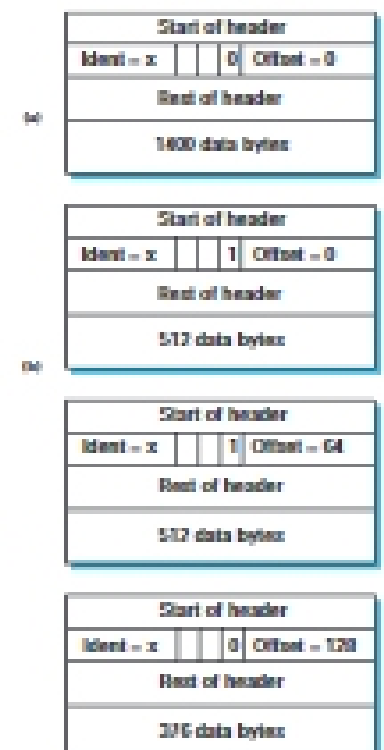 Start of header
Ident = x 0 Offset = 0
Rest of header
(a)
1400 data bytes
Start of header
Ident = x 1 Offset = 0
Rest of header
512 data bytes
(b)
Start of header
Ident = x 1 Offset = 64
Rest of header
512 data bytes
Start of header
Ident = x 0 Offset = 128
Rest of header
376 data bytes